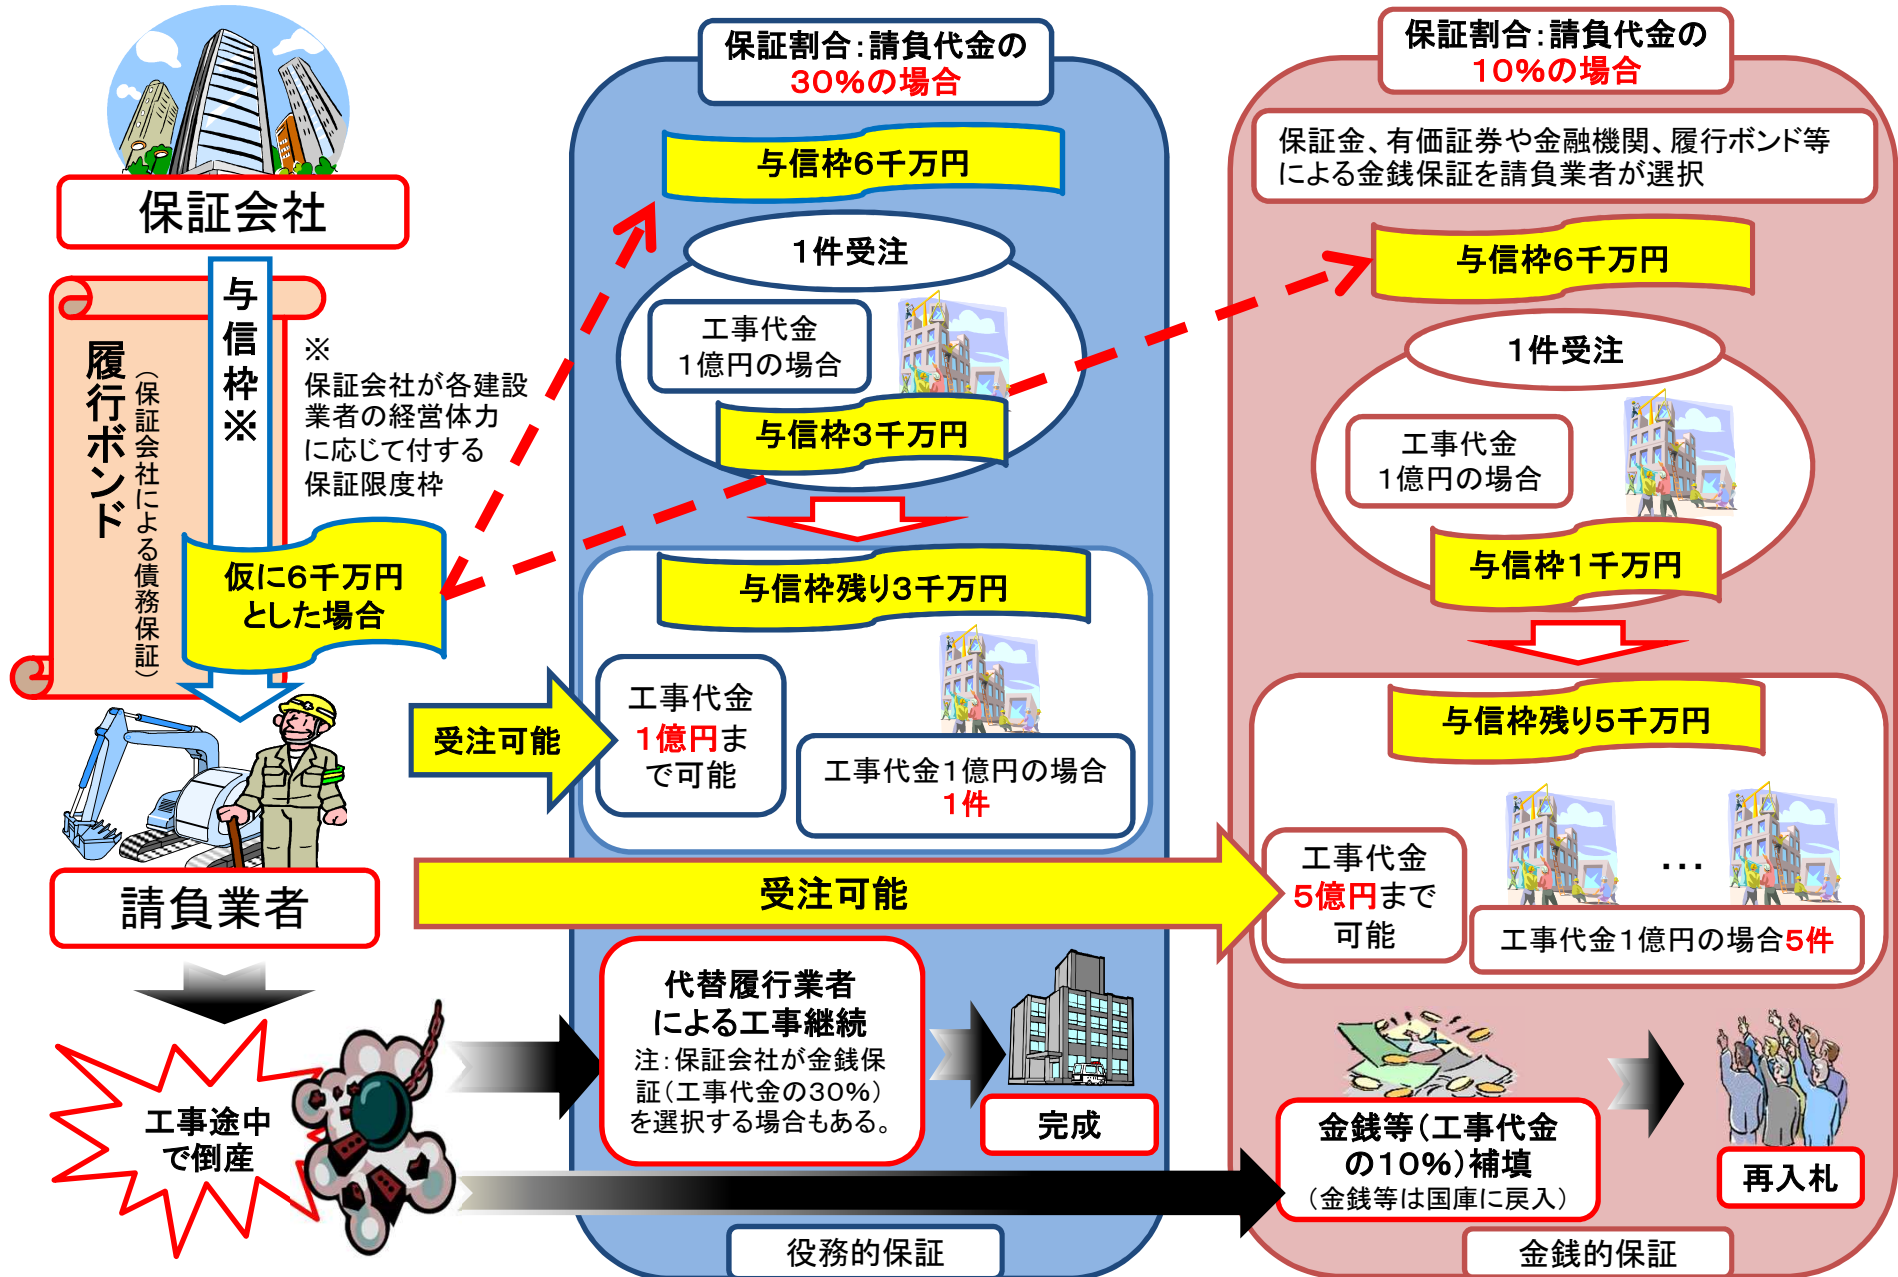 保証会社
与信枠※
履行ボンド
（保証会社による債務保証）
※
保証会社が各建設
業者の経営体力
に応じて付する
保証限度枠
仮に6千万円
とした場合
請負業者
工事途中
で倒産
保証割合：請負代金の
30％の場合
与信枠6千万円
1件受注
工事代金
1億円の場合
与信枠3千万円
与信枠残り3千万円
受注可能
工事代金
1億円ま
で可能
工事代金1億円の場合
1件
受注可能
代替履行業者
による工事継続
注：保証会社が金銭保
証（工事代金の30％）
を選択する場合もある。
完成
役務的保証
保証割合：請負代金の
10％の場合
保証金、有価証券や金融機関、履行ボンド等
による金銭保証を請負業者が選択
与信枠6千万円
1件受注
工事代金
1億円の場合
与信枠1千万円
与信枠残り5千万円
工事代金
5億円まで
可能
…
工事代金1億円の場合5件
金銭等（工事代金
の10％）補填
（金銭等は国庫に戻入）
再入札
金銭的保証